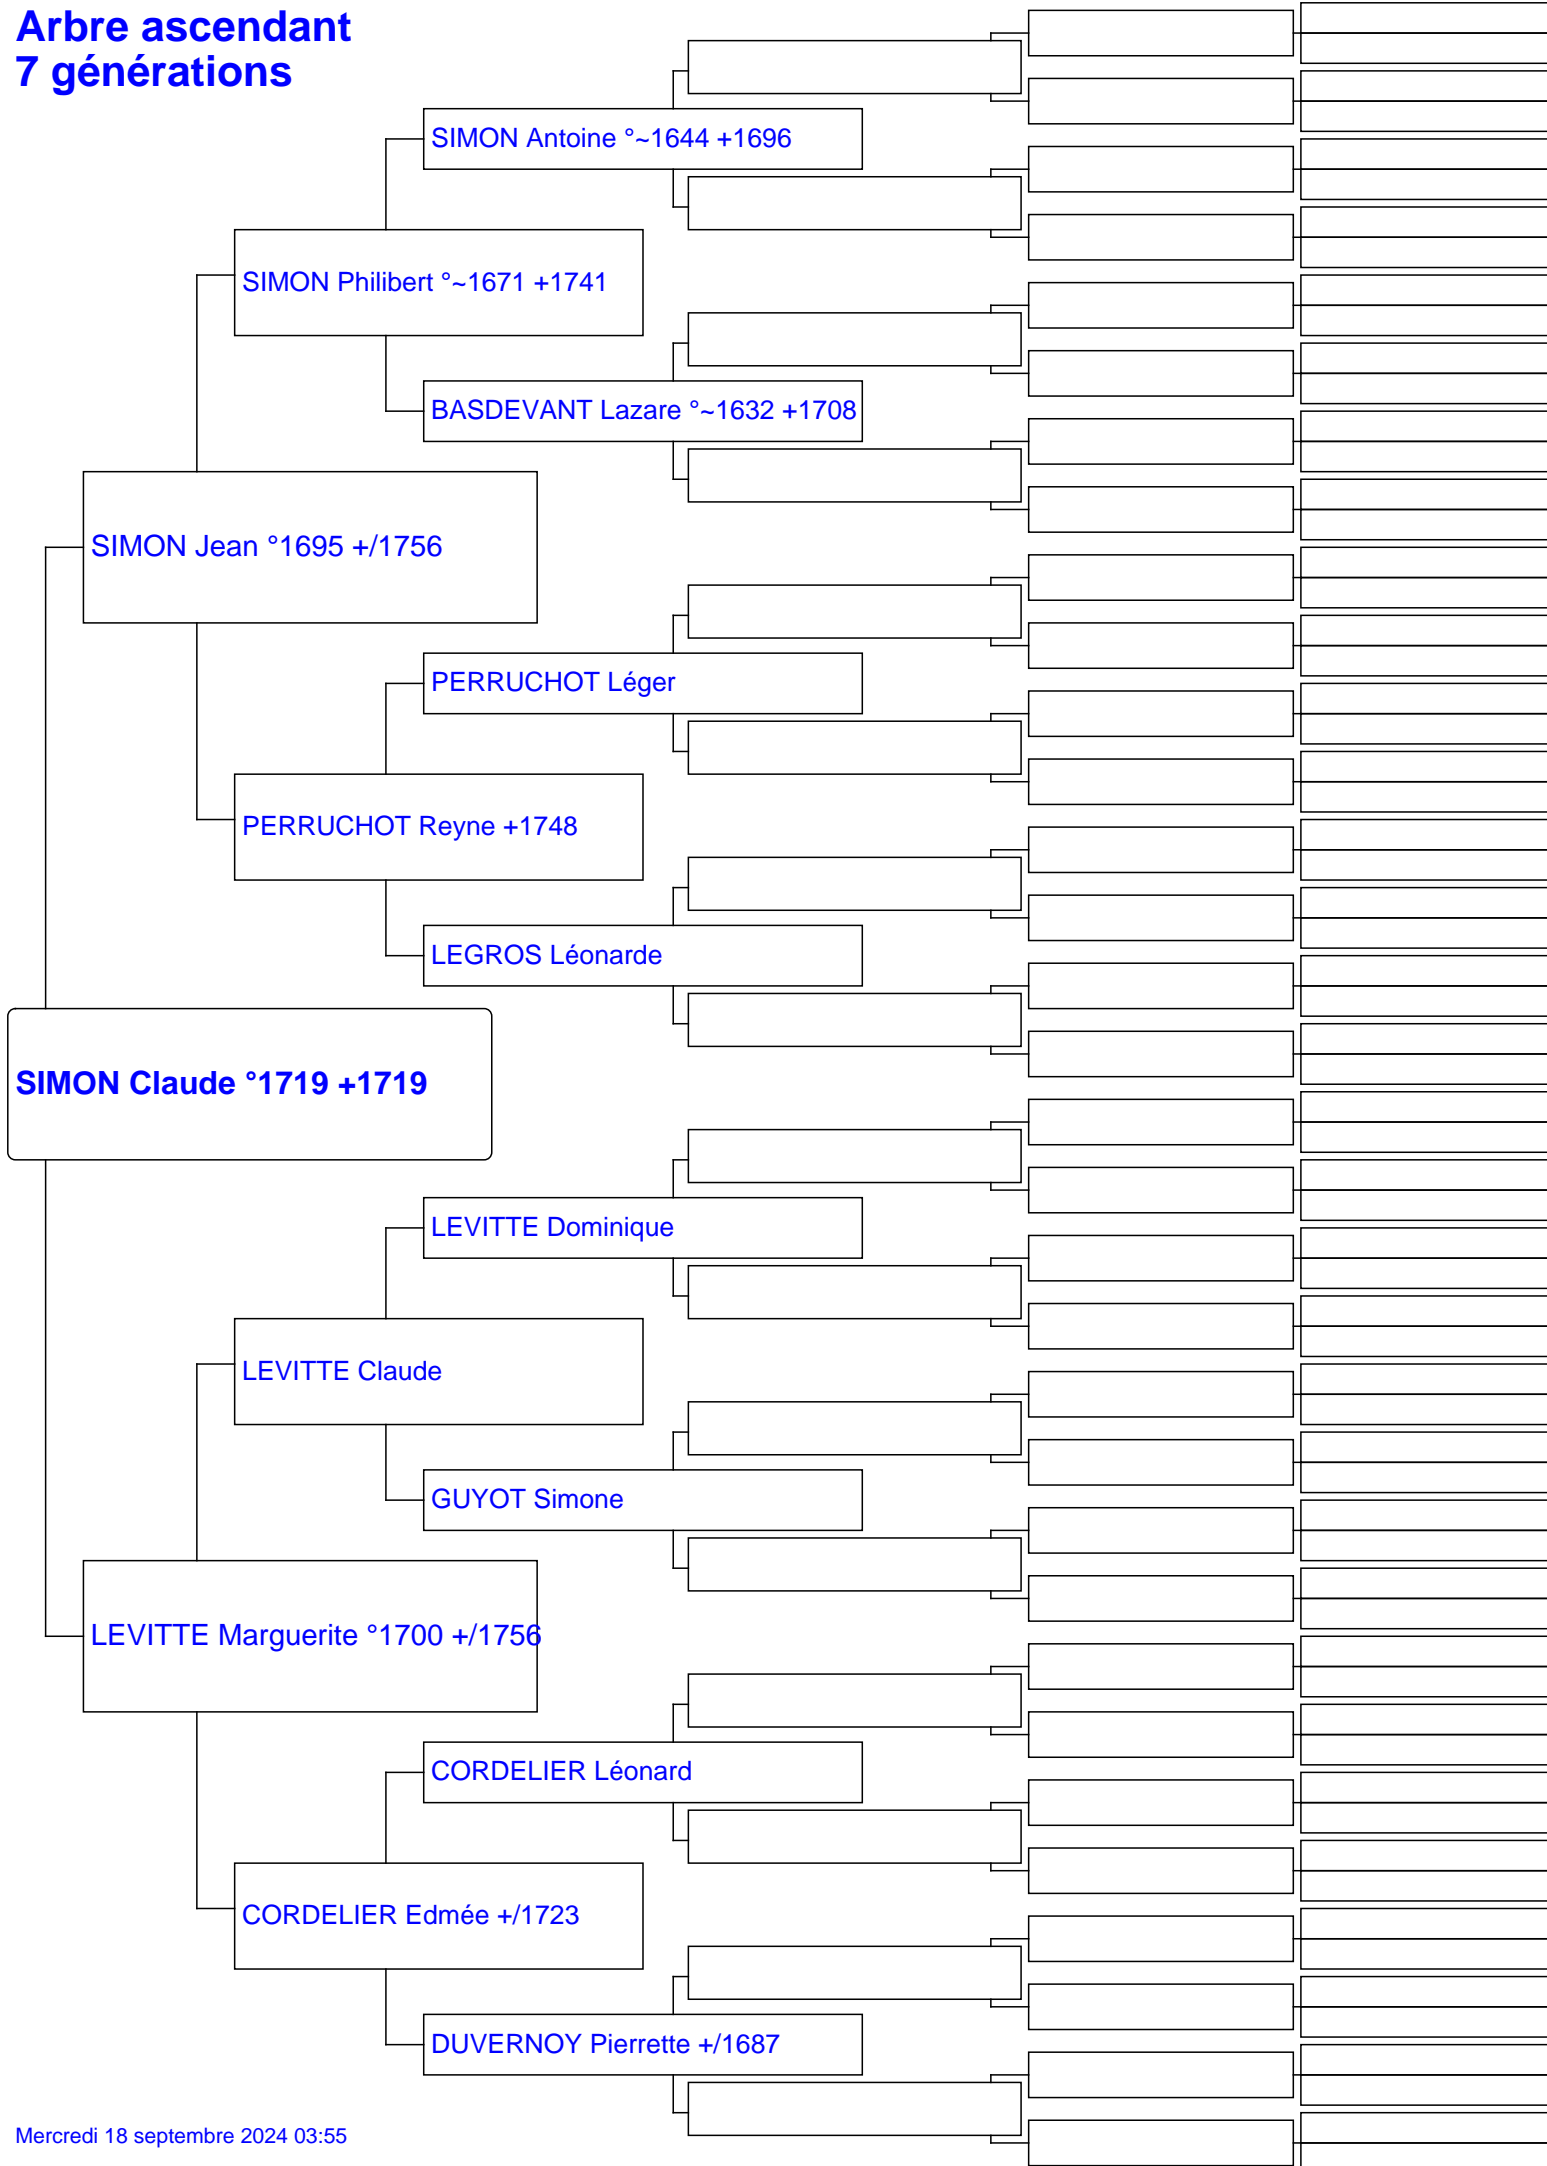 Arbre ascendant
7 générations
SIMON Antoine °~1644 +1696
SIMON Philibert °~1671 +1741
BASDEVANT Lazare °~1632 +1708
SIMON Jean °1695 +/1756
PERRUCHOT Léger
PERRUCHOT Reyne +1748
LEGROS Léonarde
SIMON Claude °1719 +1719
LEVITTE Dominique
LEVITTE Claude
GUYOT Simone
LEVITTE Marguerite °1700 +/1756
CORDELIER Léonard
CORDELIER Edmée +/1723
DUVERNOY Pierrette +/1687
Mercredi 18 septembre 2024 03:55